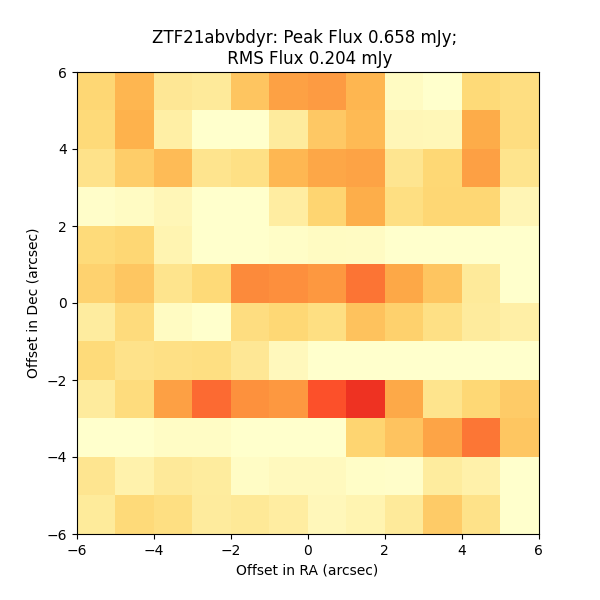 ZTF21abvbdyr: Peak Flux 0.658 mJy;
RMS Flux 0.204 mJy
6
4
2
0
−2
−4
−6
Offset in Dec (arcsec)
−6 −4 −2 0 2 4 6
Offset in RA (arcsec)